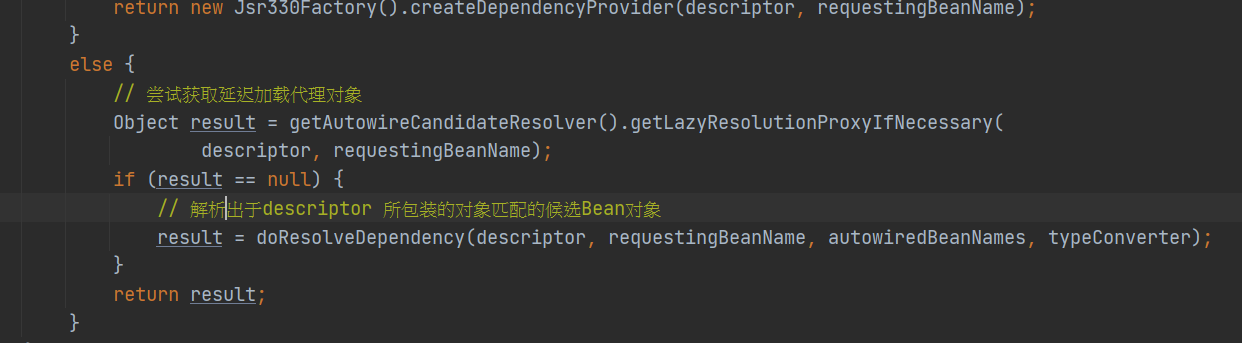 return new Jsr330Factory().createDependencyProvider(descriptor, requestingBeanName);
}
else {
// 尝试获取延迟加载代理对象
Object result = getAutowireCandidateResolver().getLazyResolutionProxyIfNecessary(
descriptor, requestingBeanName);
if (result == null) {
// 解析出于descriptor 所包装的对象匹配的候选Bean对象
result = doResolveDependency(descriptor, requestingBeanName, autowiredBeanNames, typeConverter);
}
return result;
}